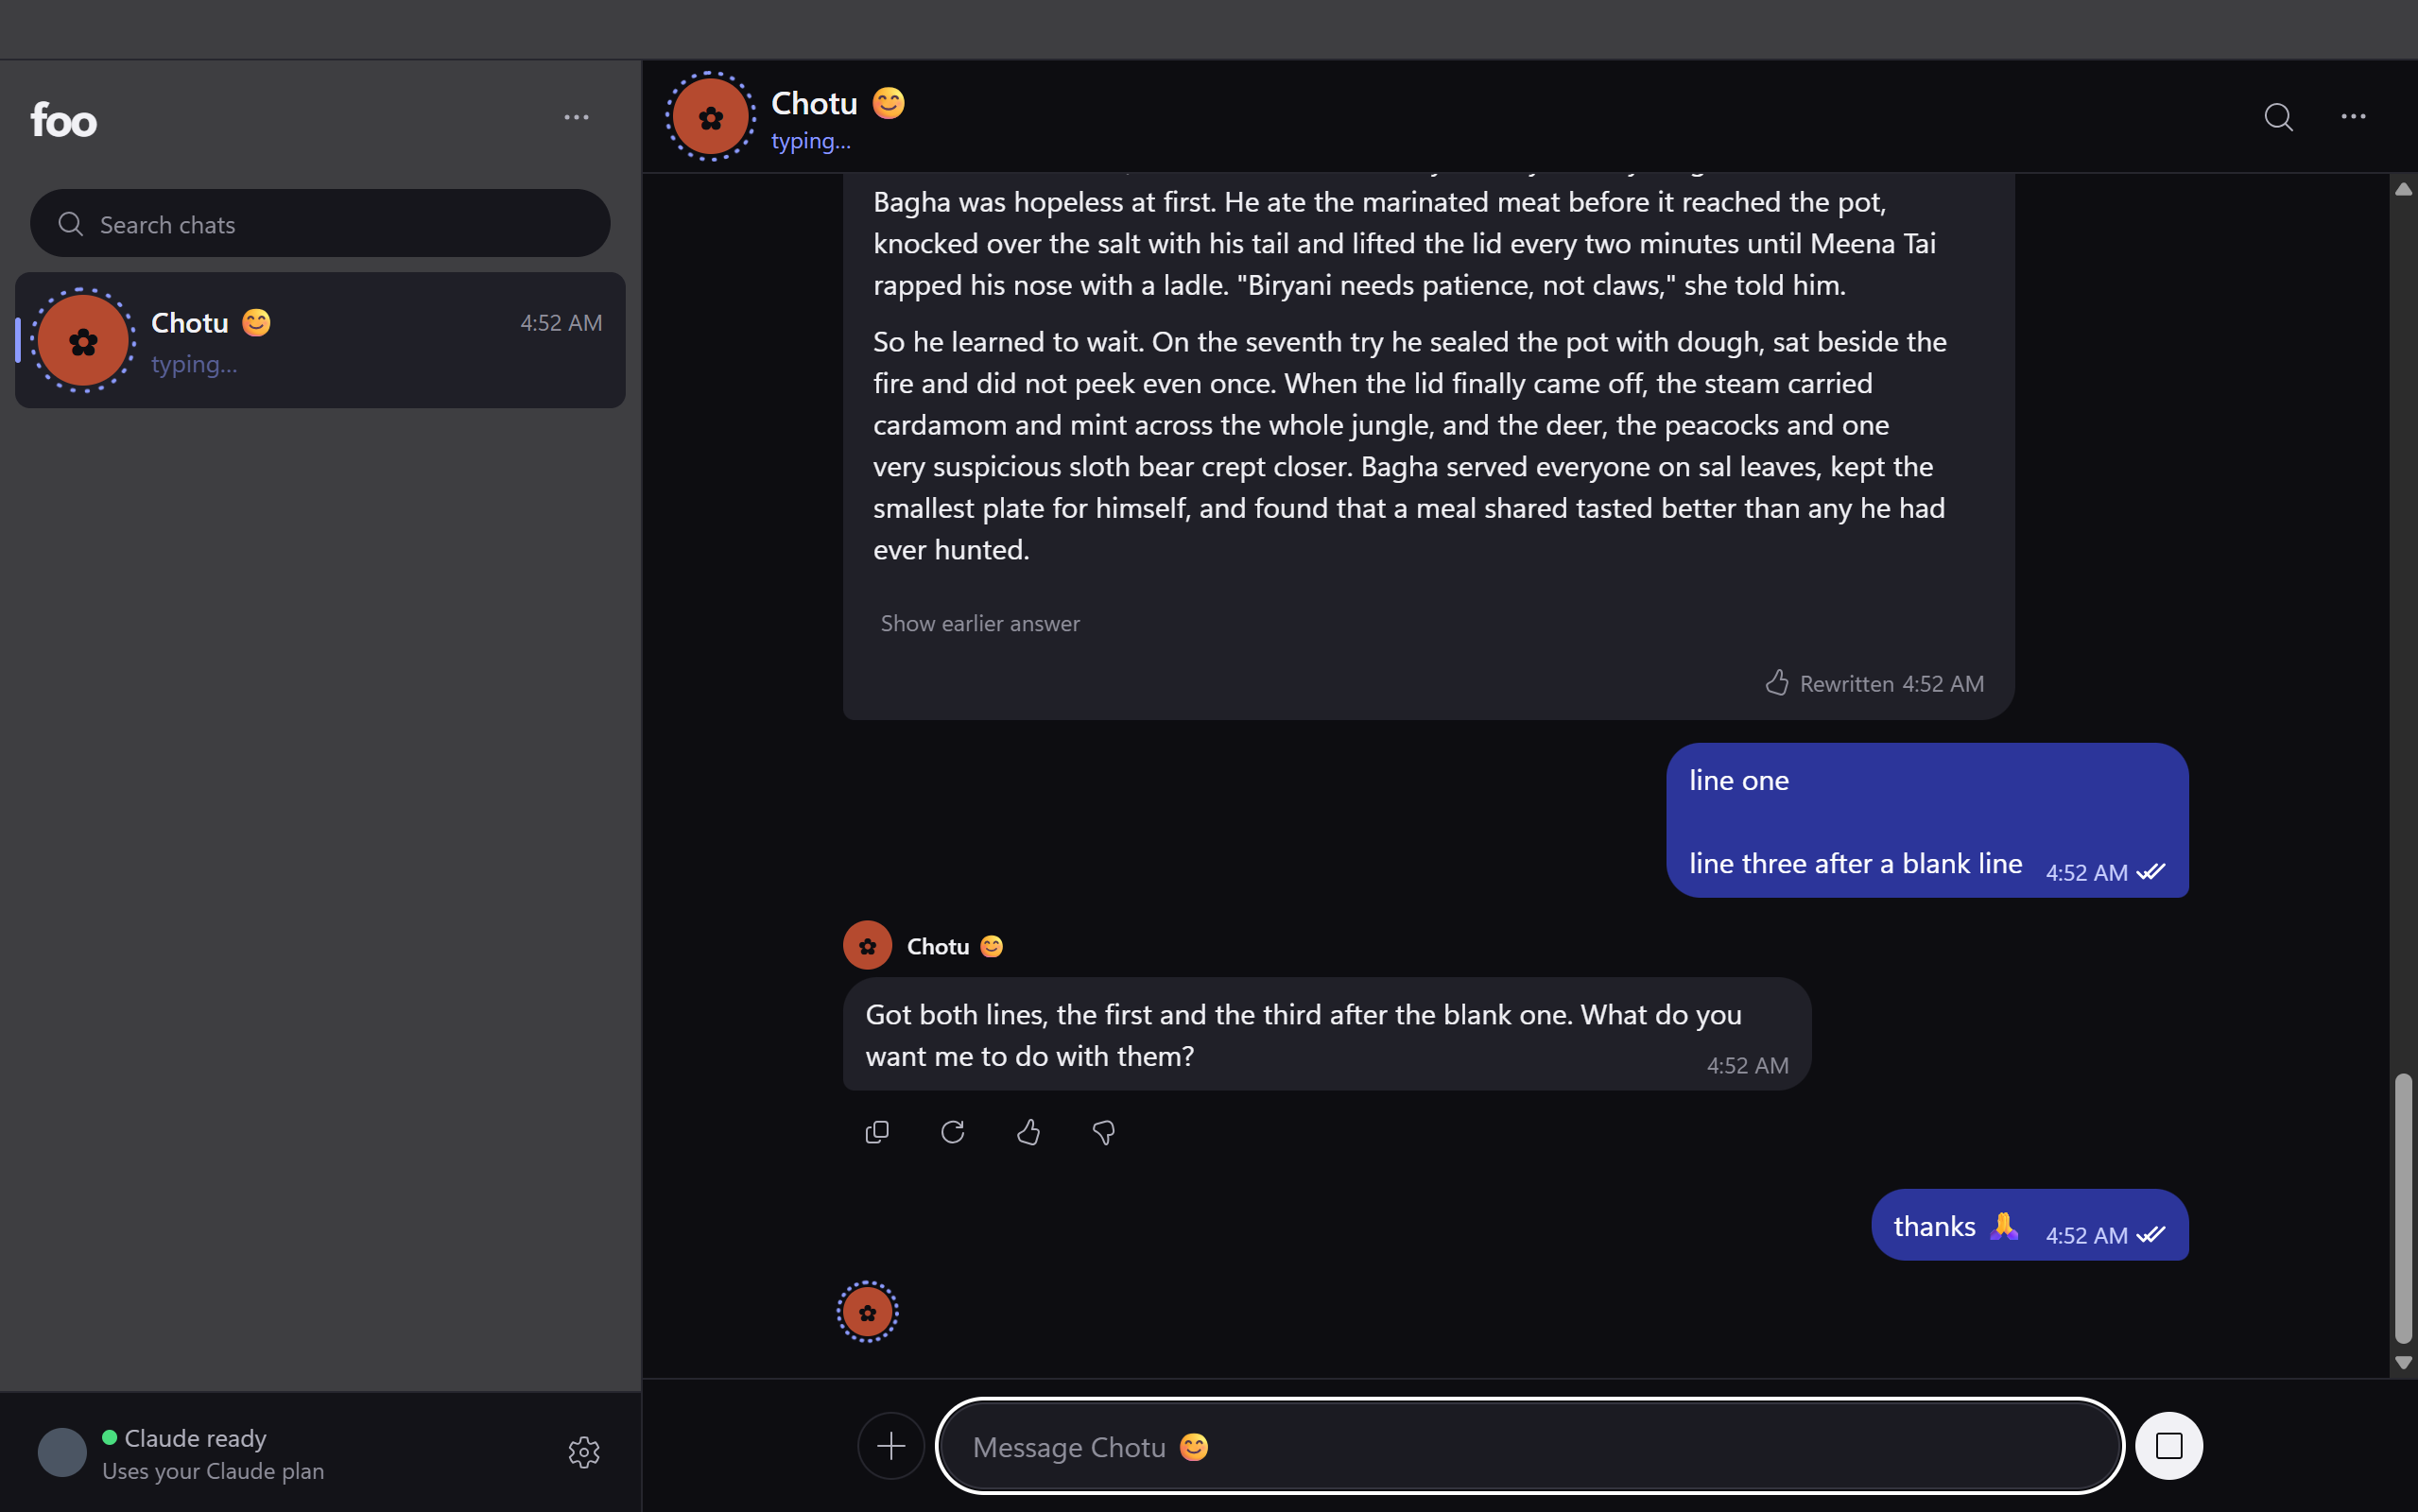 foo
Search chats
Chotu 😊
4:52 AM
typing...
Chotu 😊
typing...
Bagha was hopeless at first. He ate the marinated meat before it reached the pot,
knocked over the salt with his tail and lifted the lid every two minutes until Meena Tai
rapped his nose with a ladle. "Biryani needs patience, not claws," she told him.
So he learned to wait. On the seventh try he sealed the pot with dough, sat beside the
fire and did not peek even once. When the lid finally came off, the steam carried
cardamom and mint across the whole jungle, and the deer, the peacocks and one
very suspicious sloth bear crept closer. Bagha served everyone on sal leaves, kept the
smallest plate for himself, and found that a meal shared tasted better than any he had
ever hunted.
Show earlier answer
Rewritten 4:52 AM
line one
line three after a blank line 4:52 AM
Chotu 😊
Got both lines, the first and the third after the blank one. What do you
want me to do with them?
4:52 AM
thanks 🙏 4:52 AM
Message Chotu 😊
Claude ready
Uses your Claude plan